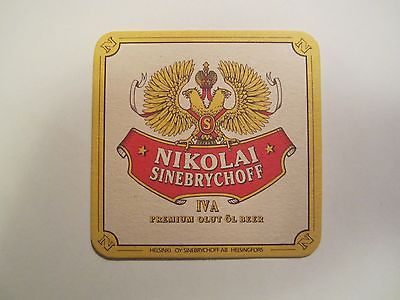 N N
S
NIKOLAI
SINEBRYCHOFF
IVA
PREMIUM OLUT ÖL BEER
N N
HELSINKI OY SINEBRYCHOFF AB HELSINGFORS